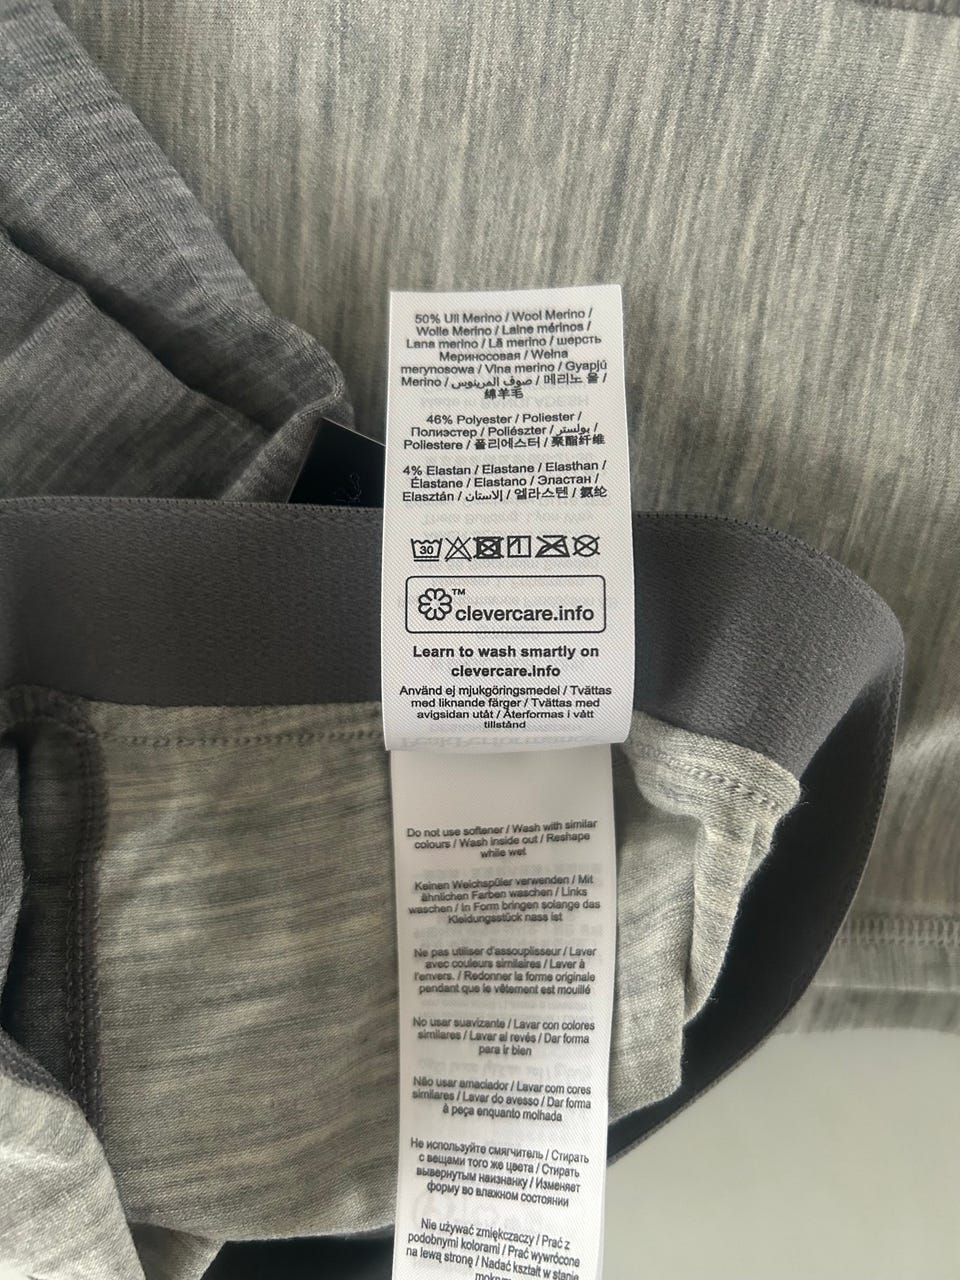 50% Ull Merino / Wool Merino /
Wolle Merino / Laine mérinos /
Lana merino / Lã merino / шерсть
Мериносовая / Wełna
merynosowa / Vlna merino / Gyapjú
Merino / صوف المرينوس / 메리노 울 /
綿羊毛
46% Polyester / Poliester /
Полиэстер / Poliészter / بولستر /
Poliestere / 폴리에스터 / 聚酯纤维
4% Elastan / Elastane / Elasthan /
Élastane / Elastano / Эластан /
Elasztán / إلاستان / 엘라스텐 / 氨纶
30
™
clevercare.info
Learn to wash smartly on
clevercare.info
Använd ej mjukgöringsmedel / Tvättas
med liknande färger / Tvättas med
avigsidan utåt / Återformas i vått
tillstånd
Do not use softener / Wash with similar
colours / Wash inside out / Reshape
while wet
Keinen Weichspüler verwenden / Mit
ähnlichen Farben waschen / Links
waschen / In Form bringen solange das
Kleidungsstück nass ist
Ne pas utiliser d'assouplisseur / Laver
avec couleurs similaires / Laver à
l'envers. / Redonner la forme originale
pendant que le vêtement est mouillé
No usar suavizante / Lavar con colores
similares / Lavar al revés / Dar forma
para ir bien
Não usar amaciador / Lavar com cores
similares / Lavar do avesso / Dar forma
à peça enquanto molhada
Не используйте смягчитель / Стирать
с вещами того же цвета / Стирать
вывернутым наизнанку / Изменяет
форму во влажном состоянии
Nie używać zmiękczaczy / Prać z
podobnymi kolorami / Prać wywrócone
na lewą stronę / Nadać kształt w stanie